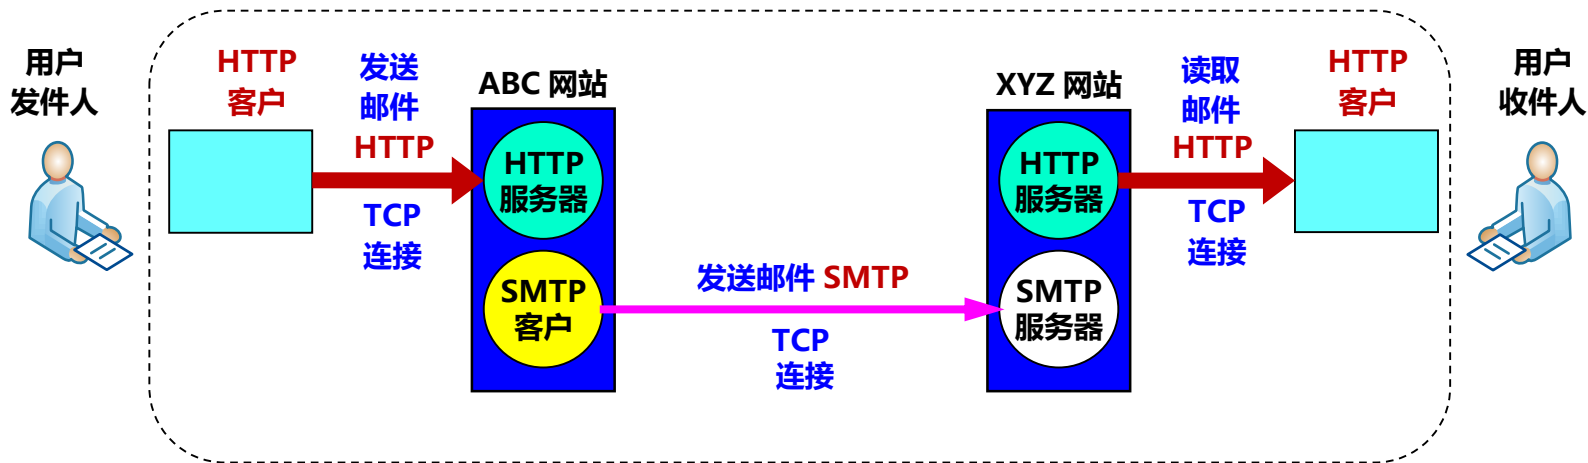 用户
发件人
HTTP
客户
发送
邮件
HTTP
TCP
连接
ABC 网站
HTTP
服务器
SMTP
客户
发送邮件 SMTP
TCP
连接
XYZ 网站
HTTP
服务器
SMTP
服务器
读取
邮件
HTTP
TCP
连接
HTTP
客户
用户
收件人